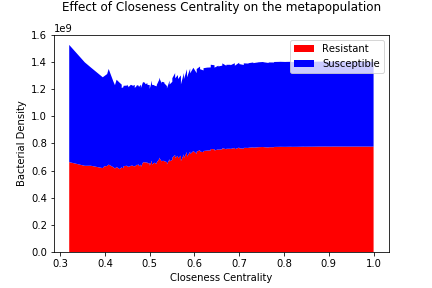 Effect of Closeness Centrality on the metapopulation
1e9
1.6
1.4
1.2
1.0
0.8
0.6
0.4
0.2
0.0
Bacterial Density
Resistant
Susceptible
0.3 0.4 0.5 0.6 0.7 0.8 0.9 1.0
Closeness Centrality